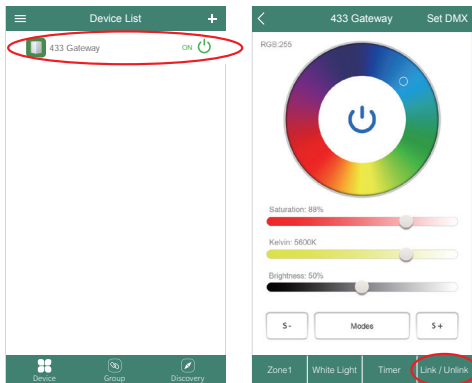 Device List
+
433 Gateway
ON
Device
Group
Discovery
433 Gateway
Set DMX
RGB:255
Saturation: 88%
Kelvin: 5600K
Brightness: 50%
S -
Modes
S +
Zone1
White Light
Timer
Link / Unlink